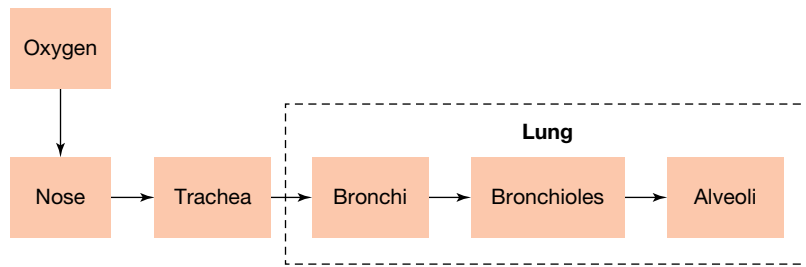 Oxygen
Lung
Nose
Trachea
Bronchi
Bronchioles
Alveoli